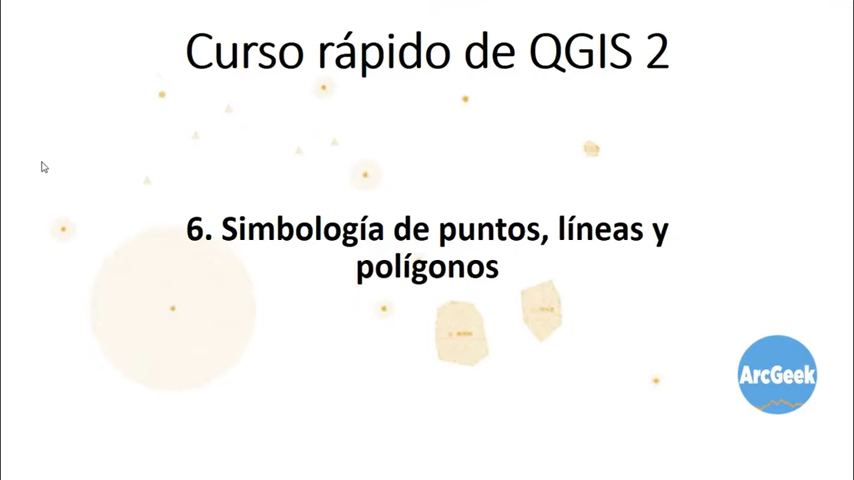 Curso rápido de QGIS 2
6. Simbología de puntos, líneas y
polígonos
ArcGeek